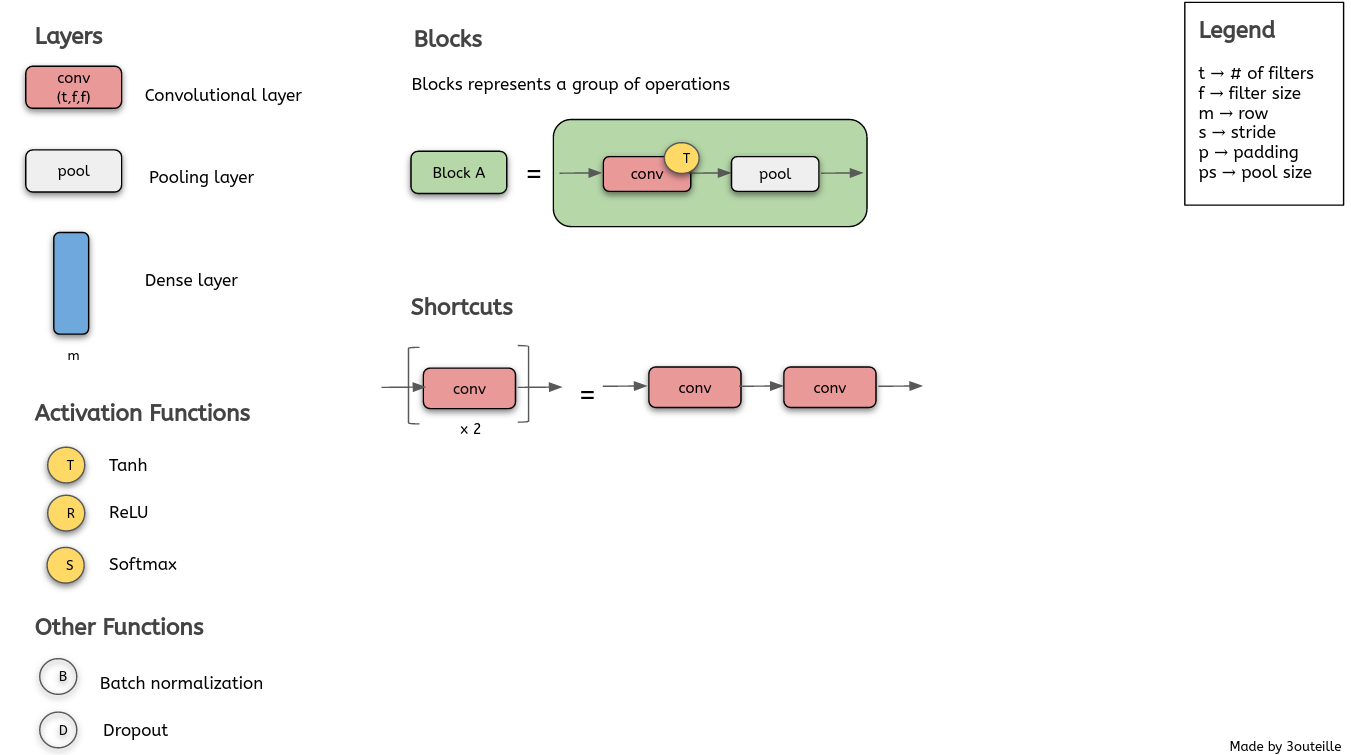 Layers
conv
(t,f,f)
Convolutional layer
pool
Pooling layer
Dense layer
m
Activation Functions
T
Tanh
R
ReLU
S
Softmax
Other Functions
B
Batch normalization
D
Dropout
Blocks
Blocks represents a group of operations
Block A
=
conv
T
pool
Shortcuts
conv
x 2
=
conv
conv
Legend
t → # of filters
f → filter size
m → row
s → stride
p → padding
ps → pool size
Made by 3outeille